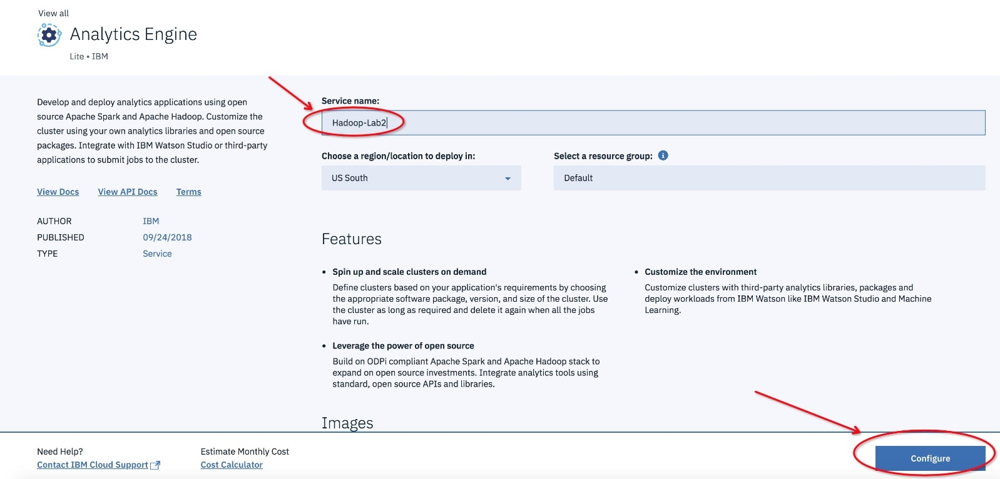 View all
Analytics Engine
Lite • IBM
Develop and deploy analytics applications using open
source Apache Spark and Apache Hadoop. Customize the
cluster using your own analytics libraries and open source
packages. Integrate with IBM Watson Studio or third-party
applications to submit jobs to the cluster.
View Docs View API Docs Terms
AUTHOR IBM
PUBLISHED 09/24/2018
TYPE Service
Service name:
Hadoop-Lab2
Choose a region/location to deploy in:
US South
Select a resource group:
Default
Features
• Spin up and scale clusters on demand
Define clusters based on your application's requirements by choosing
the appropriate software package, version, and size of the cluster. Use
the cluster as long as required and delete it again when all the jobs
have run.
• Leverage the power of open source
Build on ODPi compliant Apache Spark and Apache Hadoop stack to
expand on open source investments. Integrate analytics tools using
standard, open source APIs and libraries.
• Customize the environment
Customize clusters with third-party analytics libraries, packages and
deploy workloads from IBM Watson like IBM Watson Studio and Machine
Learning.
Images
Need Help?
Contact IBM Cloud Support
Estimate Monthly Cost
Cost Calculator
Configure